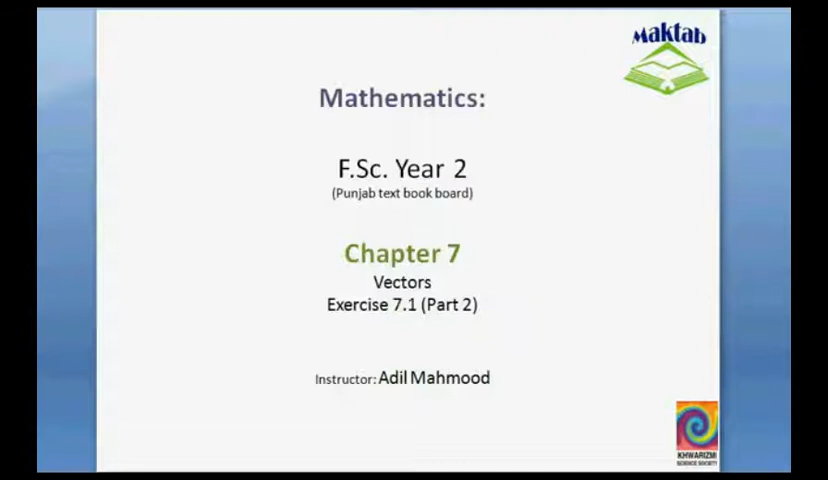 Maktab
Mathematics:
F.Sc. Year 2
(Punjab text book board)
Chapter 7
Vectors
Exercise 7.1 (Part 2)
Instructor: Adil Mahmood
KHWARIZMI
SCIENCE SOCIETY